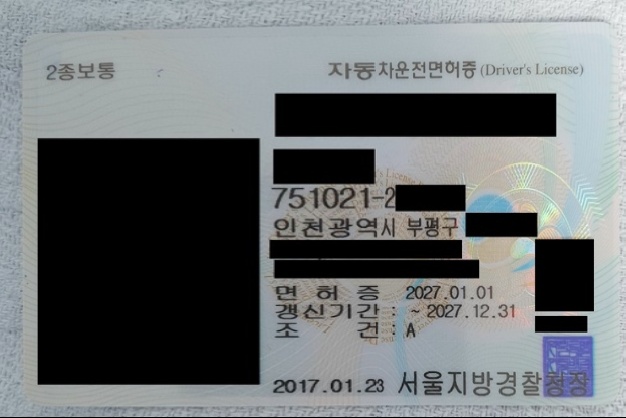 2종보통
자동차운전면허증 (Driver's License)
751021-2
인천광역시 부평구
면 허 증 2027.01.01
갱신기간 : ~ 2027.12.31
조 건 : A
2017.01.23 서울지방경찰청장